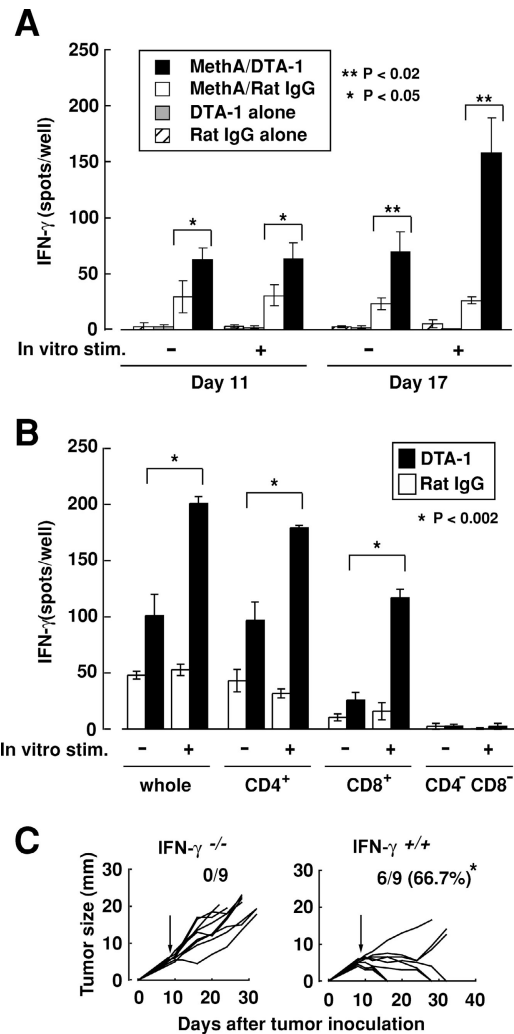 A
250
200
150
100
50
0
IFN-γ (spots/well)
MethA/DTA-1
MethA/Rat IgG
DTA-1 alone
Rat IgG alone
** P < 0.02
* P < 0.05
*
*
**
**
In vitro stim. - + - +
Day 11 Day 17
B
250
200
150
100
50
0
IFN-γ(spots/well)
DTA-1
Rat IgG
* P < 0.002
*
*
*
In vitro stim. - + - + - + - +
whole CD4+ CD8+ CD4- CD8-
C
IFN-γ -/-
0/9
IFN-γ +/+
6/9 (66.7%)*
Tumor size (mm)
30
20
10
0
0 10 20 30
30
20
10
0
0 10 20 30 40
Days after tumor inoculation